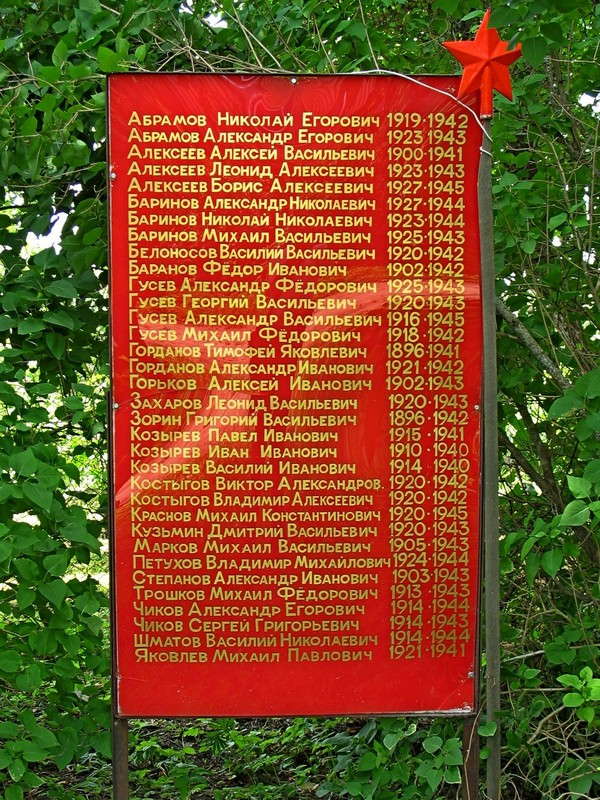 Абрамов Николай Егорович 1919·1942
Абрамов Александр Егорович 1923·1943
Алексеев Алексей Васильевич 1900·1941
Алексеев Леонид Алексеевич 1923·1943
Алексеев Борис Алексеевич 1927·1945
Баринов Александр Николаевич 1927·1944
Баринов Николай Николаевич 1923·1944
Баринов Михаил Васильевич 1925·1943
Белоносов Василий Васильевич 1920·1942
Баранов Фёдор Иванович 1902·1942
Гусев Александр Фёдорович 1925·1943
Гусев Георгий Васильевич 1920·1943
Гусев Александр Васильевич 1916·1945
Гусев Михаил Фёдорович 1918·1942
Горданов Тимофей Яковлевич 1896·1941
Горданов Александр Иванович 1921·1942
Горьков Алексей Иванович 1902·1943
Захаров Леонид Васильевич 1920·1943
Зорин Григорий Васильевич 1896·1942
Козырев Павел Иванович 1915·1941
Козырев Иван Иванович 1910·1940
Козырев Василий Иванович 1914·1940
Костыгов Виктор Александров. 1920·1942
Костыгов Владимир Алексеевич 1920·1942
Краснов Михаил Константинович 1920·1945
Кузьмин Дмитрий Васильевич 1920·1943
Марков Михаил Васильевич 1905·1943
Петухов Владимир Михайлович 1924·1944
Степанов Александр Иванович 1903·1943
Трошков Михаил Фёдорович 1913·1943
Чиков Александр Егорович 1914·1944
Чиков Сергей Григорьевич 1914·1943
Шматов Василий Николаевич 1914·1944
Яковлев Михаил Павлович 1921·1941